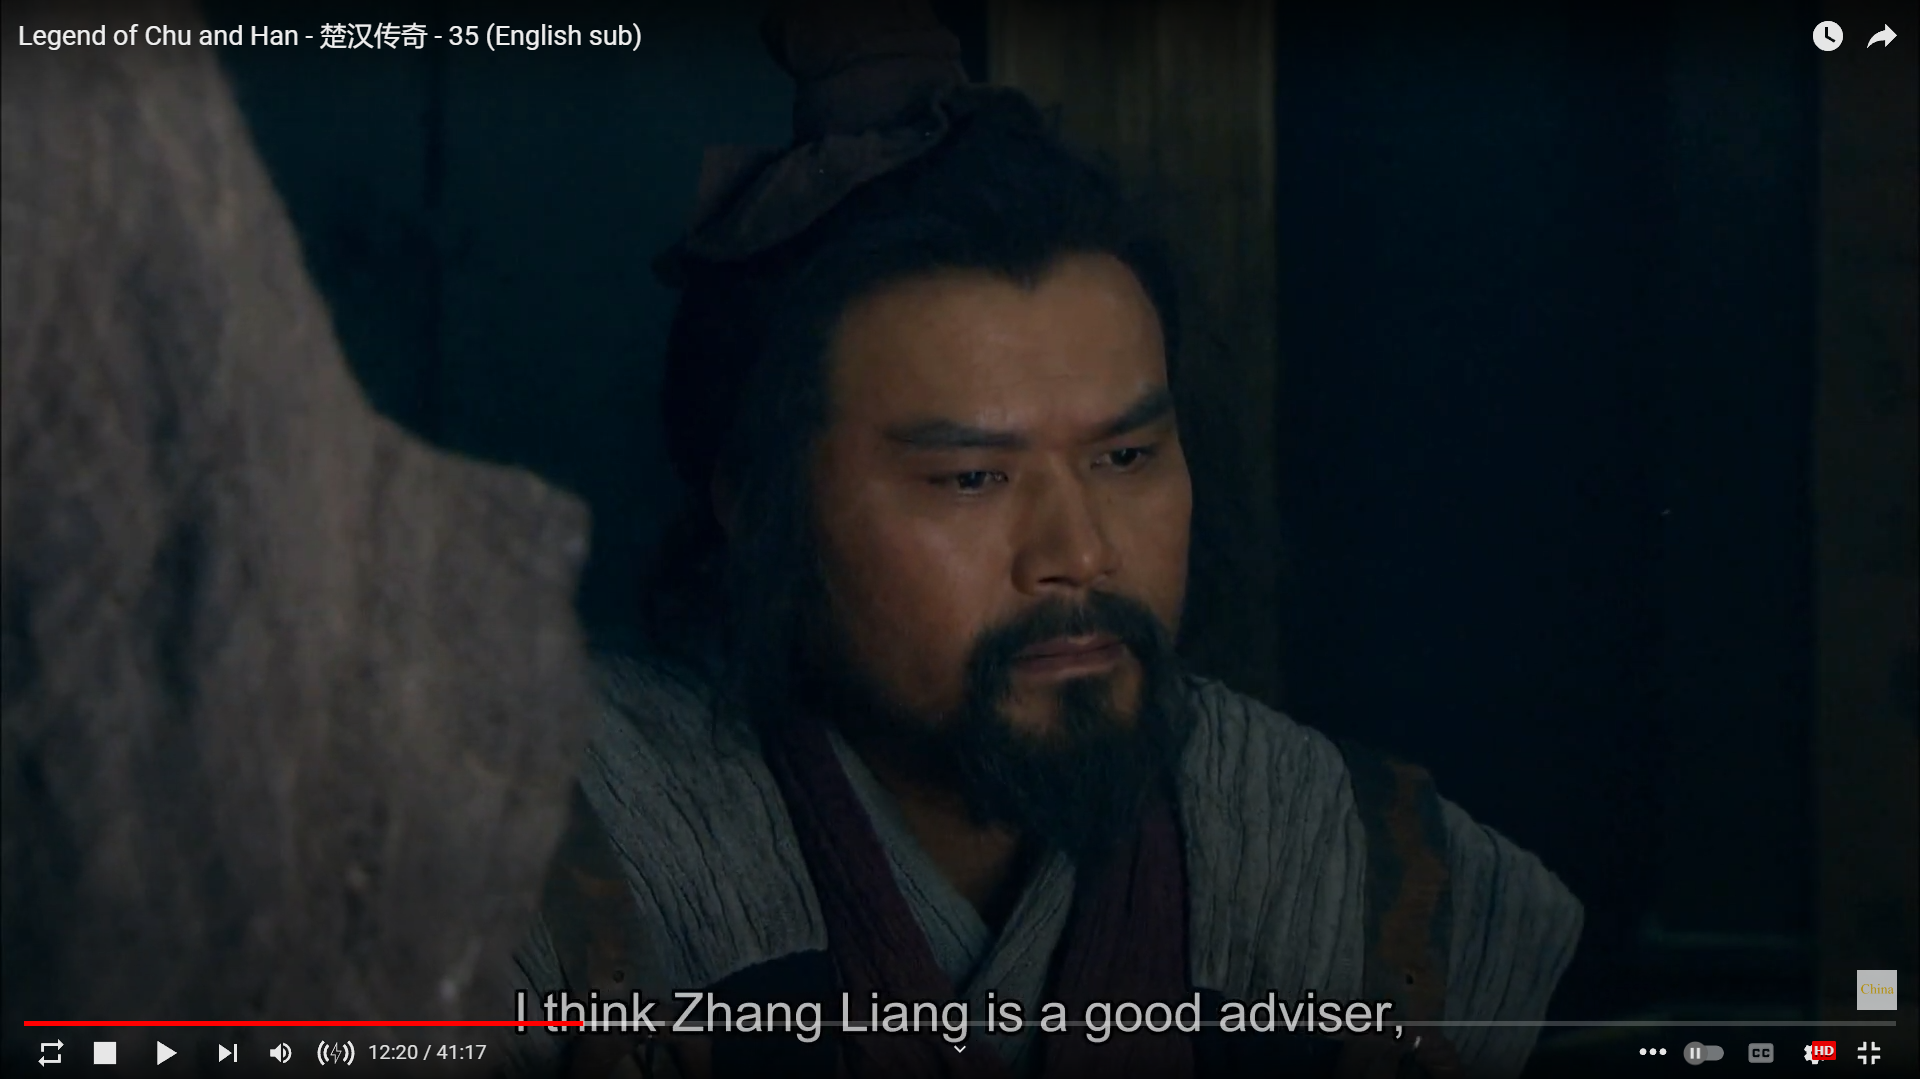 Legend of Chu and Han - 楚汉传奇 - 35 (English sub)
China
I think Zhang Liang is a good adviser,
12:20 / 41:17
CC
HD